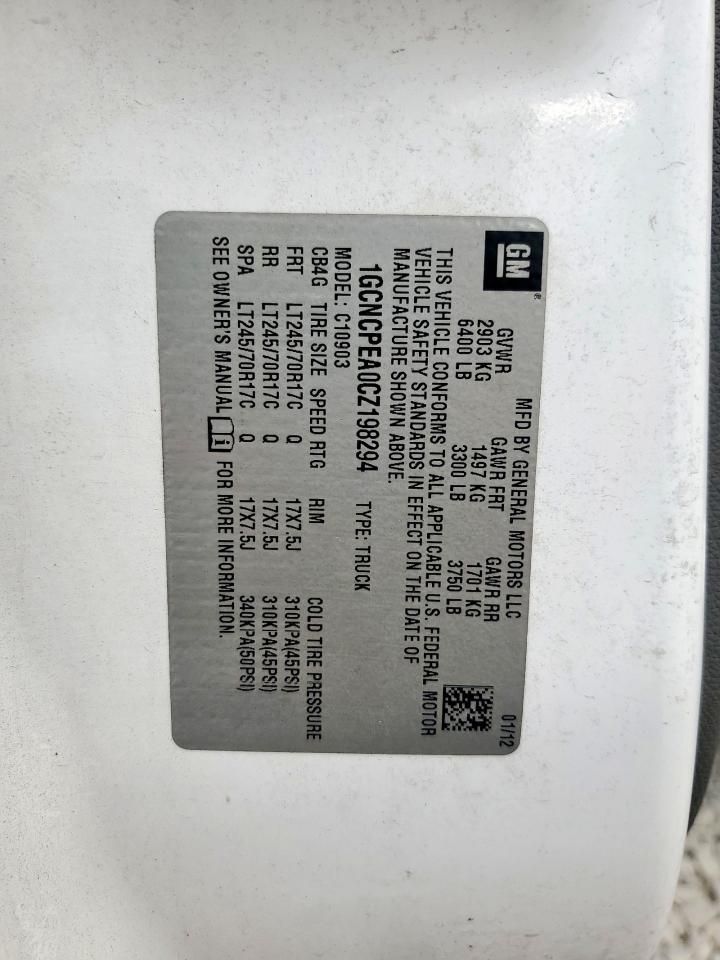 GM®
MFD BY GENERAL MOTORS LLC 01/12
GVWR GAWR FRT GAWR RR
2903 KG 1497 KG 1701 KG
6400 LB 3300 LB 3750 LB
THIS VEHICLE CONFORMS TO ALL APPLICABLE U.S. FEDERAL MOTOR
VEHICLE SAFETY STANDARDS IN EFFECT ON THE DATE OF
MANUFACTURE SHOWN ABOVE.
1GCNCPEA0CZ198294 TYPE: TRUCK
MODEL: C10903
CB4G TIRE SIZE SPEED RTG RIM COLD TIRE PRESSURE
FRT LT245/70R17C Q 17X7.5J 310KPA(45PSI)
RR LT245/70R17C Q 17X7.5J 310KPA(45PSI)
SPA LT245/70R17C Q 17X7.5J 340KPA(50PSI)
SEE OWNER'S MANUAL i FOR MORE INFORMATION.